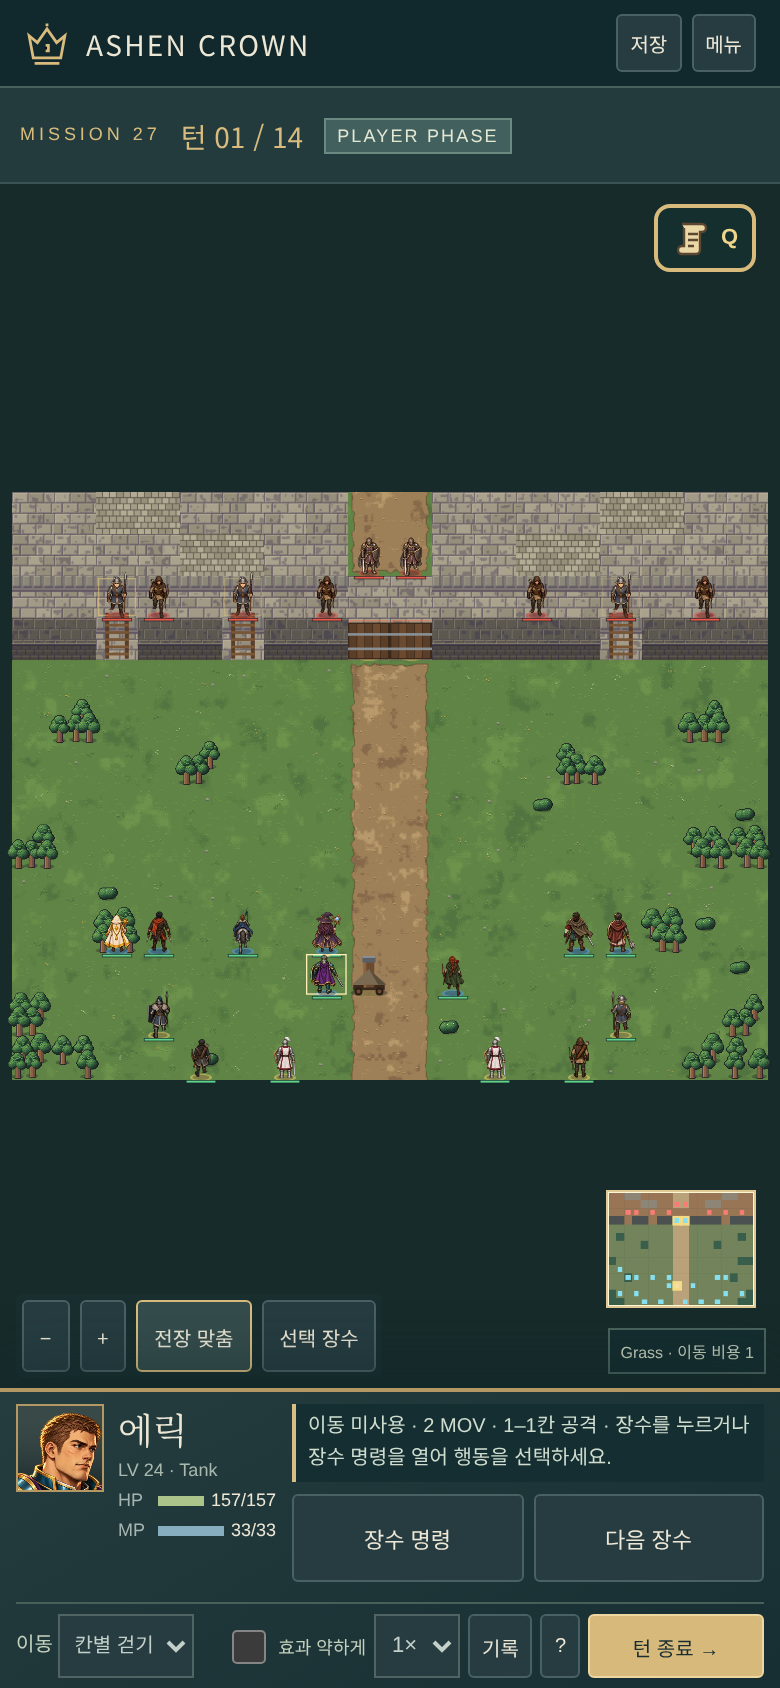 ASHEN CROWN
저장
메뉴
MISSION 27
턴 01 / 14
PLAYER PHASE
Q
−
+
전장 맞춤
선택 장수
Grass · 이동 비용 1
에릭
LV 24 · Tank
HP 157/157
MP 33/33
이동 미사용 · 2 MOV · 1–1칸 공격 · 장수를 누르거나
장수 명령을 열어 행동을 선택하세요.
장수 명령
다음 장수
이동
칸별 걷기
효과 약하게
1×
기록
?
턴 종료 →